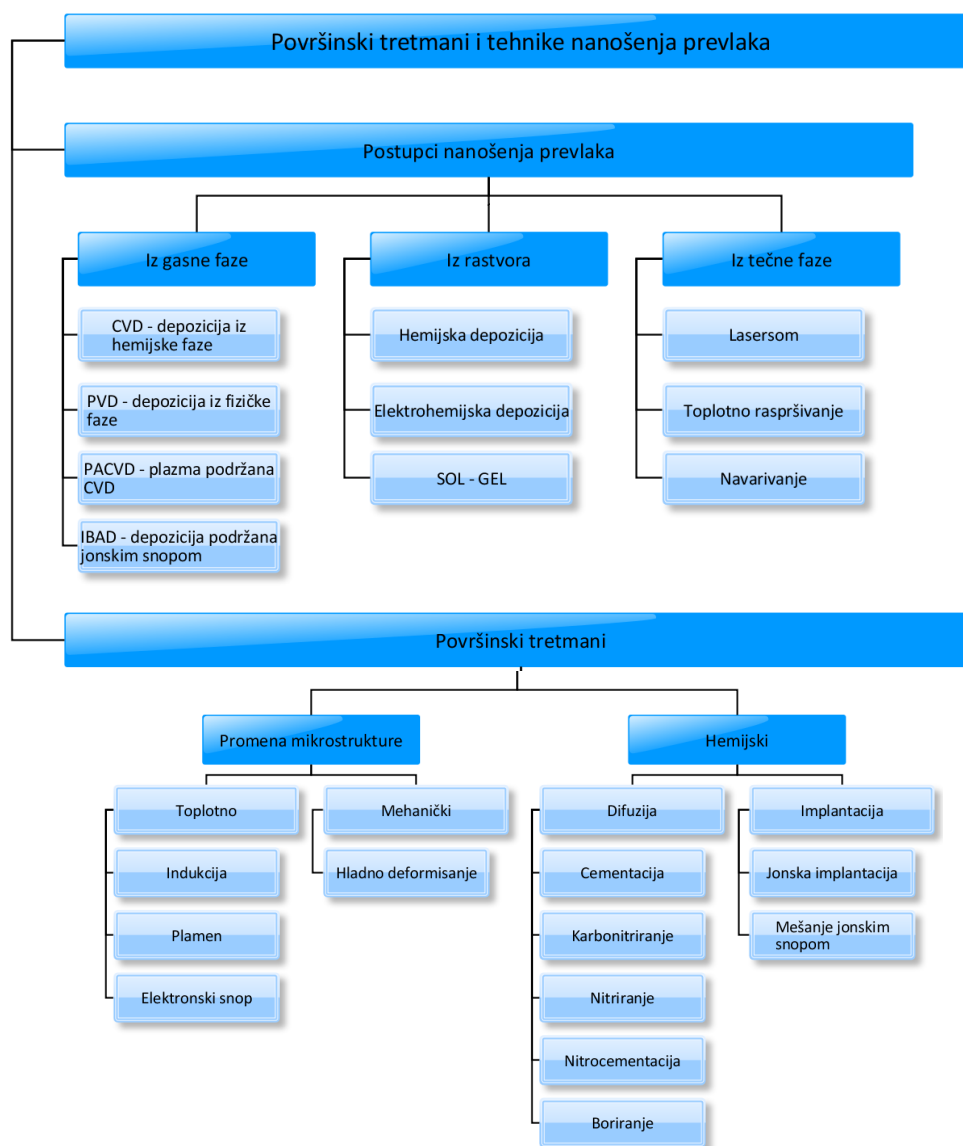 Površinski tretmani i tehnike nanošenja prevlaka
Postupci nanošenja prevlaka
Iz gasne faze
CVD - depozicija iz
hemijske faze
PVD - depozicija iz fizičke
faze
PACVD - plazma podržana
CVD
IBAD - depozicija podržana
jonskim snopom
Iz rastvora
Hemijska depozicija
Elektrohemijska depozicija
SOL - GEL
Iz tečne faze
Lasersom
Toplotno raspršivanje
Navarivanje
Površinski tretmani
Promena mikrostrukture
Toplotno
Indukcija
Plamen
Elektronski snop
Mehanički
Hladno deformisanje
Hemijski
Difuzija
Cementacija
Karbonitriranje
Nitriranje
Nitrocementacija
Boriranje
Implantacija
Jonska implantacija
Mešanje jonskim
snopom